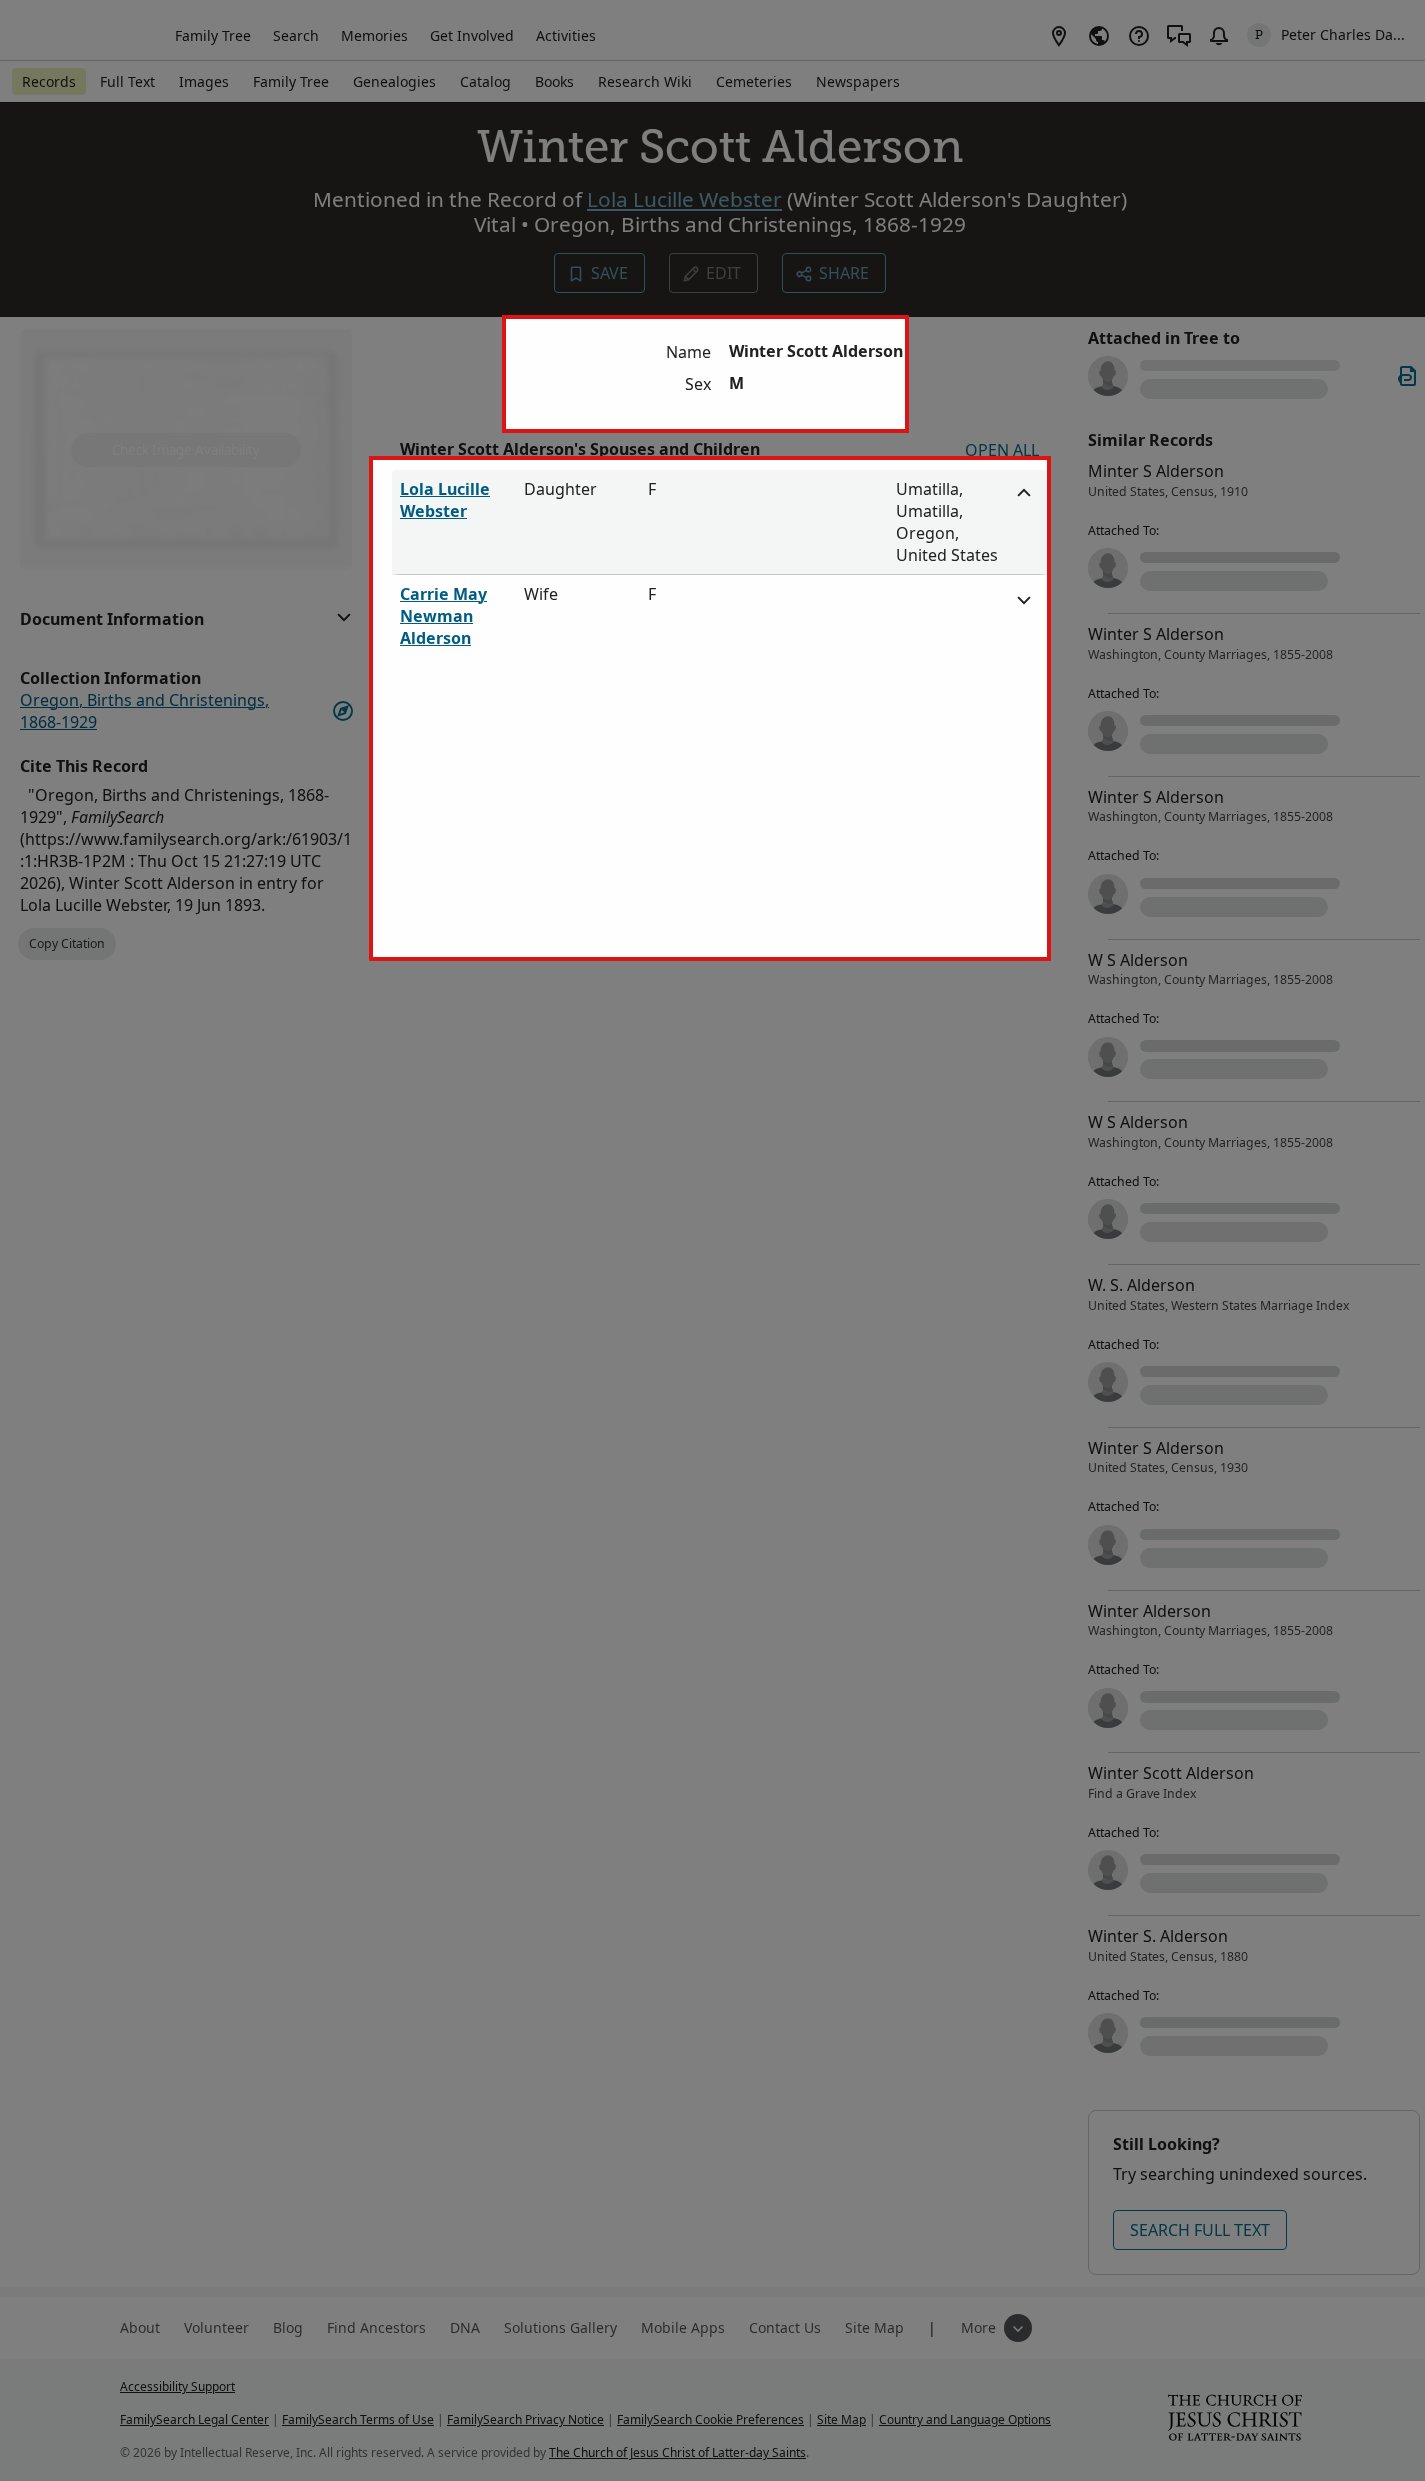 Family Tree Search Memories Get Involved Activities Peter Charles Da...
Records Full Text Images Family Tree Genealogies Catalog Books Research Wiki Cemeteries Newspapers
Winter Scott Alderson
Mentioned in the Record of Lola Lucille Webster (Winter Scott Alderson's Daughter)
Vital • Oregon, Births and Christenings, 1868-1929
SAVE EDIT SHARE
Check Image Availability
Document Information
Collection Information
Oregon, Births and Christenings,
1868-1929
Cite This Record
"Oregon, Births and Christenings, 1868-
1929", FamilySearch
(https://www.familysearch.org/ark:/61903/1
:1:HR3B-1P2M : Thu Oct 15 21:27:19 UTC
2026), Winter Scott Alderson in entry for
Lola Lucille Webster, 19 Jun 1893.
Copy Citation
Name Winter Scott Alderson
Sex M
Winter Scott Alderson's Spouses and Children OPEN ALL
Lola Lucille Daughter F Umatilla,
Webster Umatilla,
Oregon,
United States
Carrie May Wife F
Newman
Alderson
Attached in Tree to
Similar Records
Minter S Alderson
United States, Census, 1910
Attached To:
Winter S Alderson
Washington, County Marriages, 1855-2008
Attached To:
Winter S Alderson
Washington, County Marriages, 1855-2008
Attached To:
W S Alderson
Washington, County Marriages, 1855-2008
Attached To:
W S Alderson
Washington, County Marriages, 1855-2008
Attached To:
W. S. Alderson
United States, Western States Marriage Index
Attached To:
Winter S Alderson
United States, Census, 1930
Attached To:
Winter Alderson
Washington, County Marriages, 1855-2008
Attached To:
Winter Scott Alderson
Find a Grave Index
Attached To:
Winter S. Alderson
United States, Census, 1880
Attached To:
Still Looking?
Try searching unindexed sources.
SEARCH FULL TEXT
About Volunteer Blog Find Ancestors DNA Solutions Gallery Mobile Apps Contact Us Site Map | More
Accessibility Support
FamilySearch Legal Center | FamilySearch Terms of Use | FamilySearch Privacy Notice | FamilySearch Cookie Preferences | Site Map | Country and Language Options
© 2026 by Intellectual Reserve, Inc. All rights reserved. A service provided by The Church of Jesus Christ of Latter-day Saints.
THE CHURCH OF
JESUS CHRIST
OF LATTER-DAY SAINTS